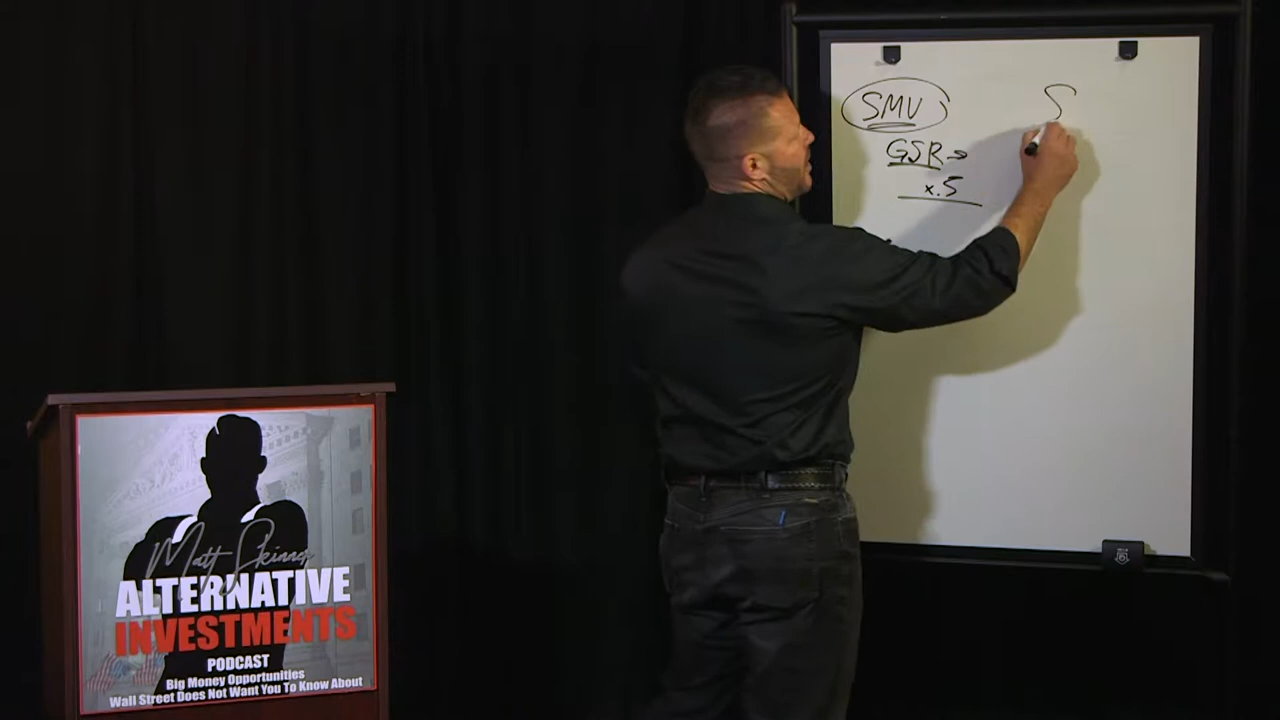 SMV
GSR→
x.5
S
Matt Skinner
ALTERNATIVE
INVESTMENTS
PODCAST
Big Money Opportunities
Wall Street Does Not Want You To Know About